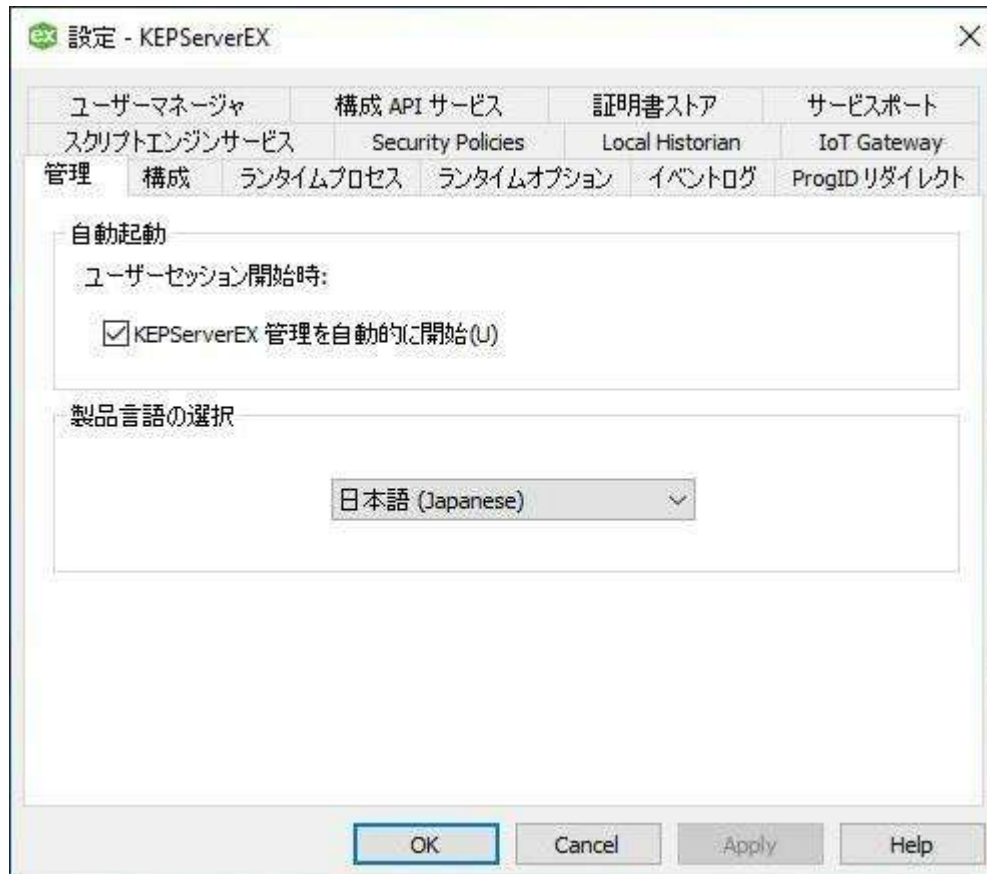 設定 - KEPServerEX
ユーザーマネージャ 構成 API サービス 証明書ストア サービスポート
スクリプトエンジンサービス Security Policies Local Historian IoT Gateway
管理 構成 ランタイムプロセス ランタイムオプション イベントログ ProgID リダイレクト
自動起動
ユーザーセッション開始時:
KEPServerEX 管理を自動的に開始(U)
製品言語の選択
日本語 (Japanese)
OK Cancel Apply Help